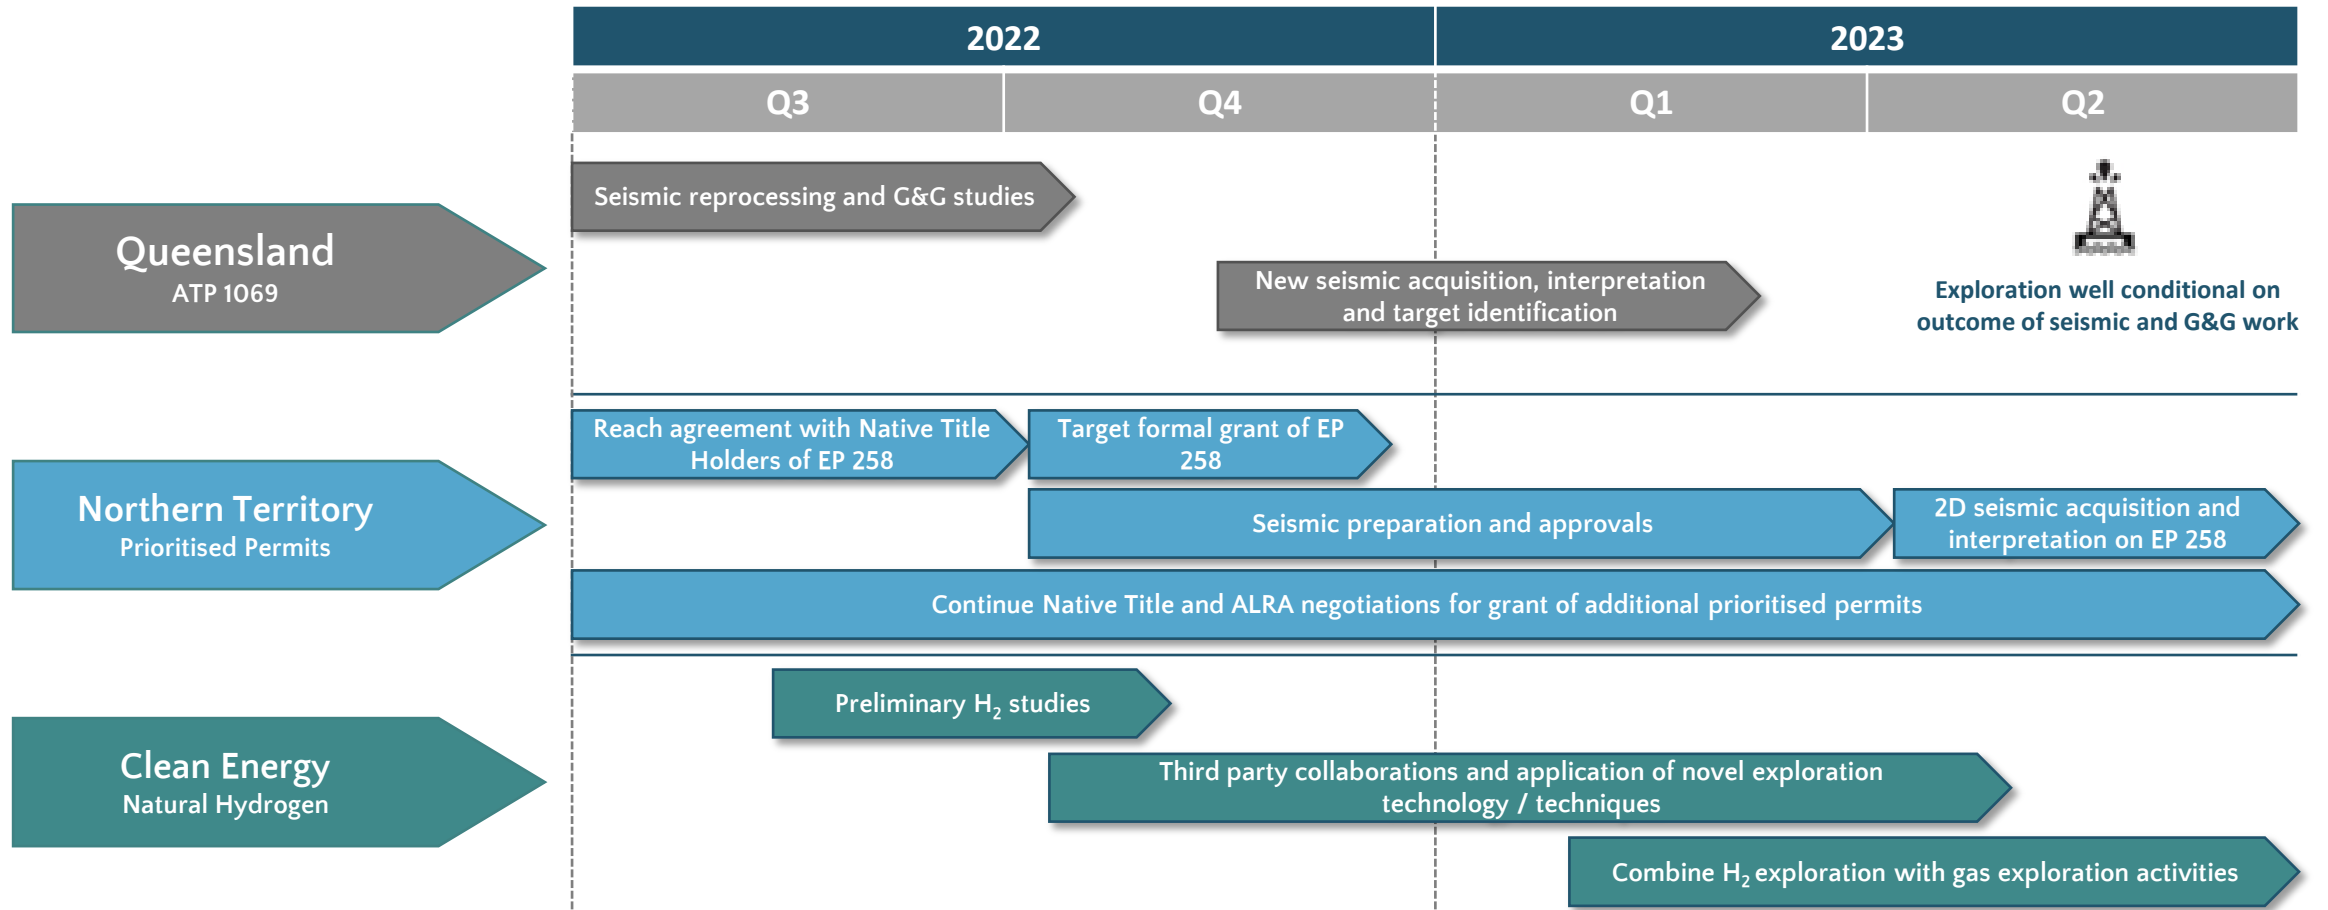 2022
2023
Q3
Q4
Q1
Q2
Queensland
ATP 1069
Seismic reprocessing and G&G studies
New seismic acquisition, interpretation
and target identification
Exploration well conditional on
outcome of seismic and G&G work
Northern Territory
Prioritised Permits
Reach agreement with Native Title
Holders of EP 258
Target formal grant of EP
258
Seismic preparation and approvals
2D seismic acquisition and
interpretation on EP 258
Continue Native Title and ALRA negotiations for grant of additional prioritised permits
Clean Energy
Natural Hydrogen
Preliminary H₂ studies
Third party collaborations and application of novel exploration
technology / techniques
Combine H₂ exploration with gas exploration activities